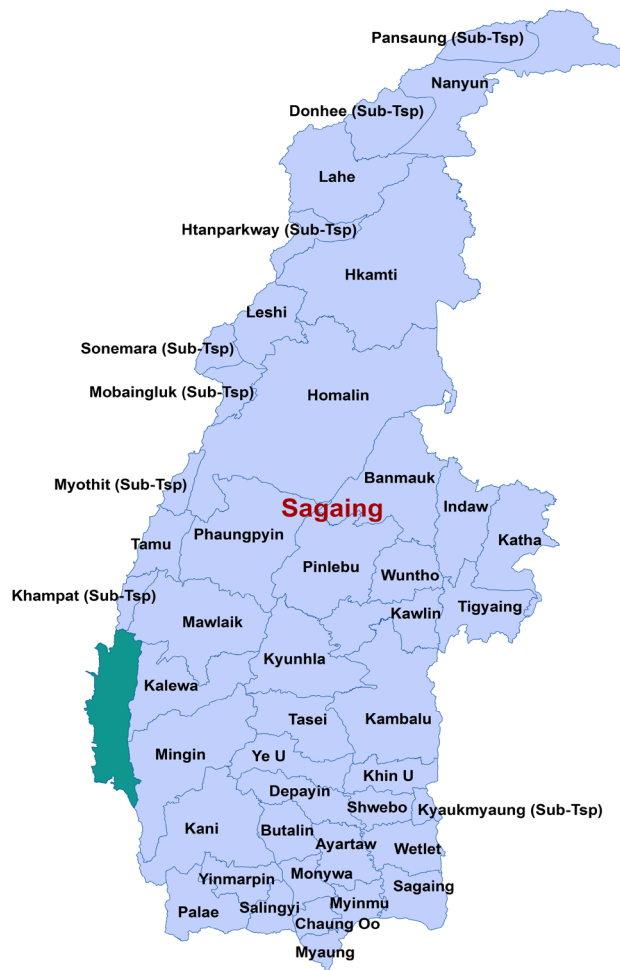 Pansaung (Sub-Tsp)
Nanyun
Donhee (Sub-Tsp)
Lahe
Htanparkway (Sub-Tsp)
Hkamti
Leshi
Sonemara (Sub-Tsp)
Mobaingluk (Sub-Tsp)
Homalin
Banmauk
Myothit (Sub-Tsp)
Sagaing
Indaw
Phaungpyin
Katha
Tamu
Pinlebu
Wuntho
Khampat (Sub-Tsp)
Tigyaing
Kawlin
Mawlaik
Kyunhla
Kalewa
Tasei
Kambalu
Mingin
Ye U
Khin U
Depayin
Shwebo
Kyaukmyaung (Sub-Tsp)
Kani
Butalin
Ayartaw
Wetlet
Monywa
Yinmarpin
Sagaing
Myinmu
Salingyi
Palae
Chaung Oo
Myaung